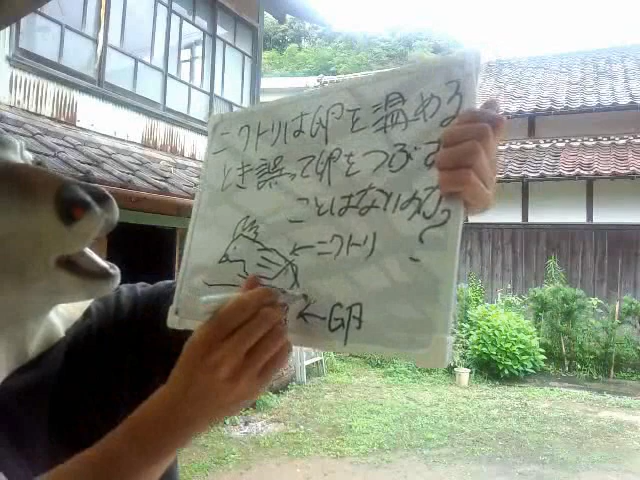 ニワトリは卵を温める
とき誤って卵をつぶす
ことはないのか?
←ニワトリ
←卵